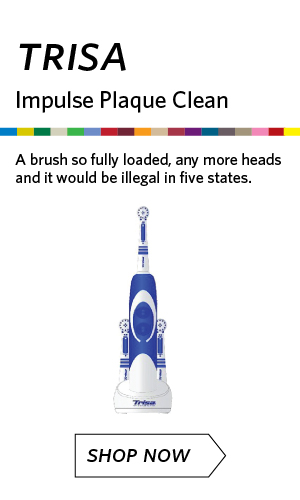 TRISA
Impulse Plaque Clean
A brush so fully loaded, any more heads
and it would be illegal in five states.
Trisa
SHOP NOW